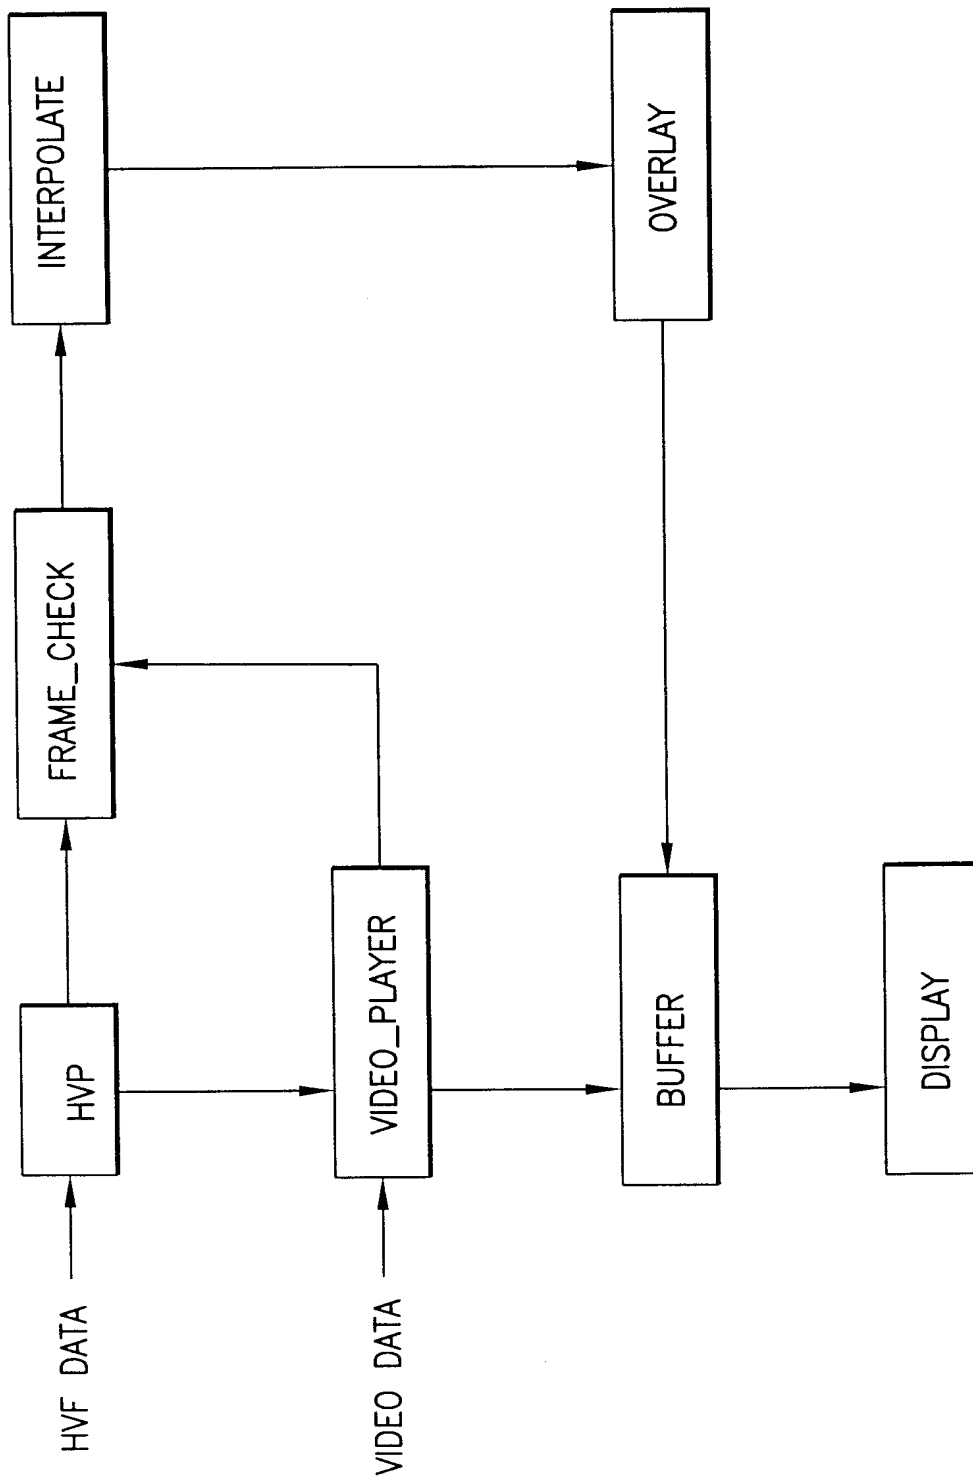 HVF DATA
HVP
FRAME_CHECK
INTERPOLATE
VIDEO DATA
VIDEO_PLAYER
BUFFER
OVERLAY
DISPLAY